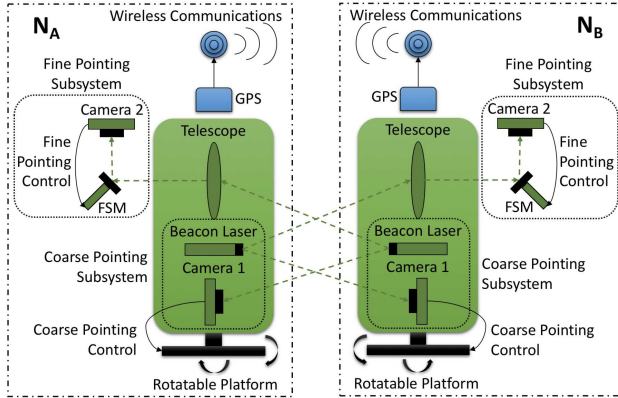 N_A
Wireless Communications
Fine Pointing
Subsystem
GPS
Camera 2
Telescope
Fine
Pointing
Control
FSM
Beacon Laser
Coarse Pointing
Subsystem
Camera 1
Coarse Pointing
Control
Rotatable Platform
Wireless Communications
N_B
Fine Pointing
Subsystem
GPS
Camera 2
Telescope
Fine
Pointing
Control
FSM
Beacon Laser
Coarse Pointing
Subsystem
Camera 1
Coarse Pointing
Control
Rotatable Platform